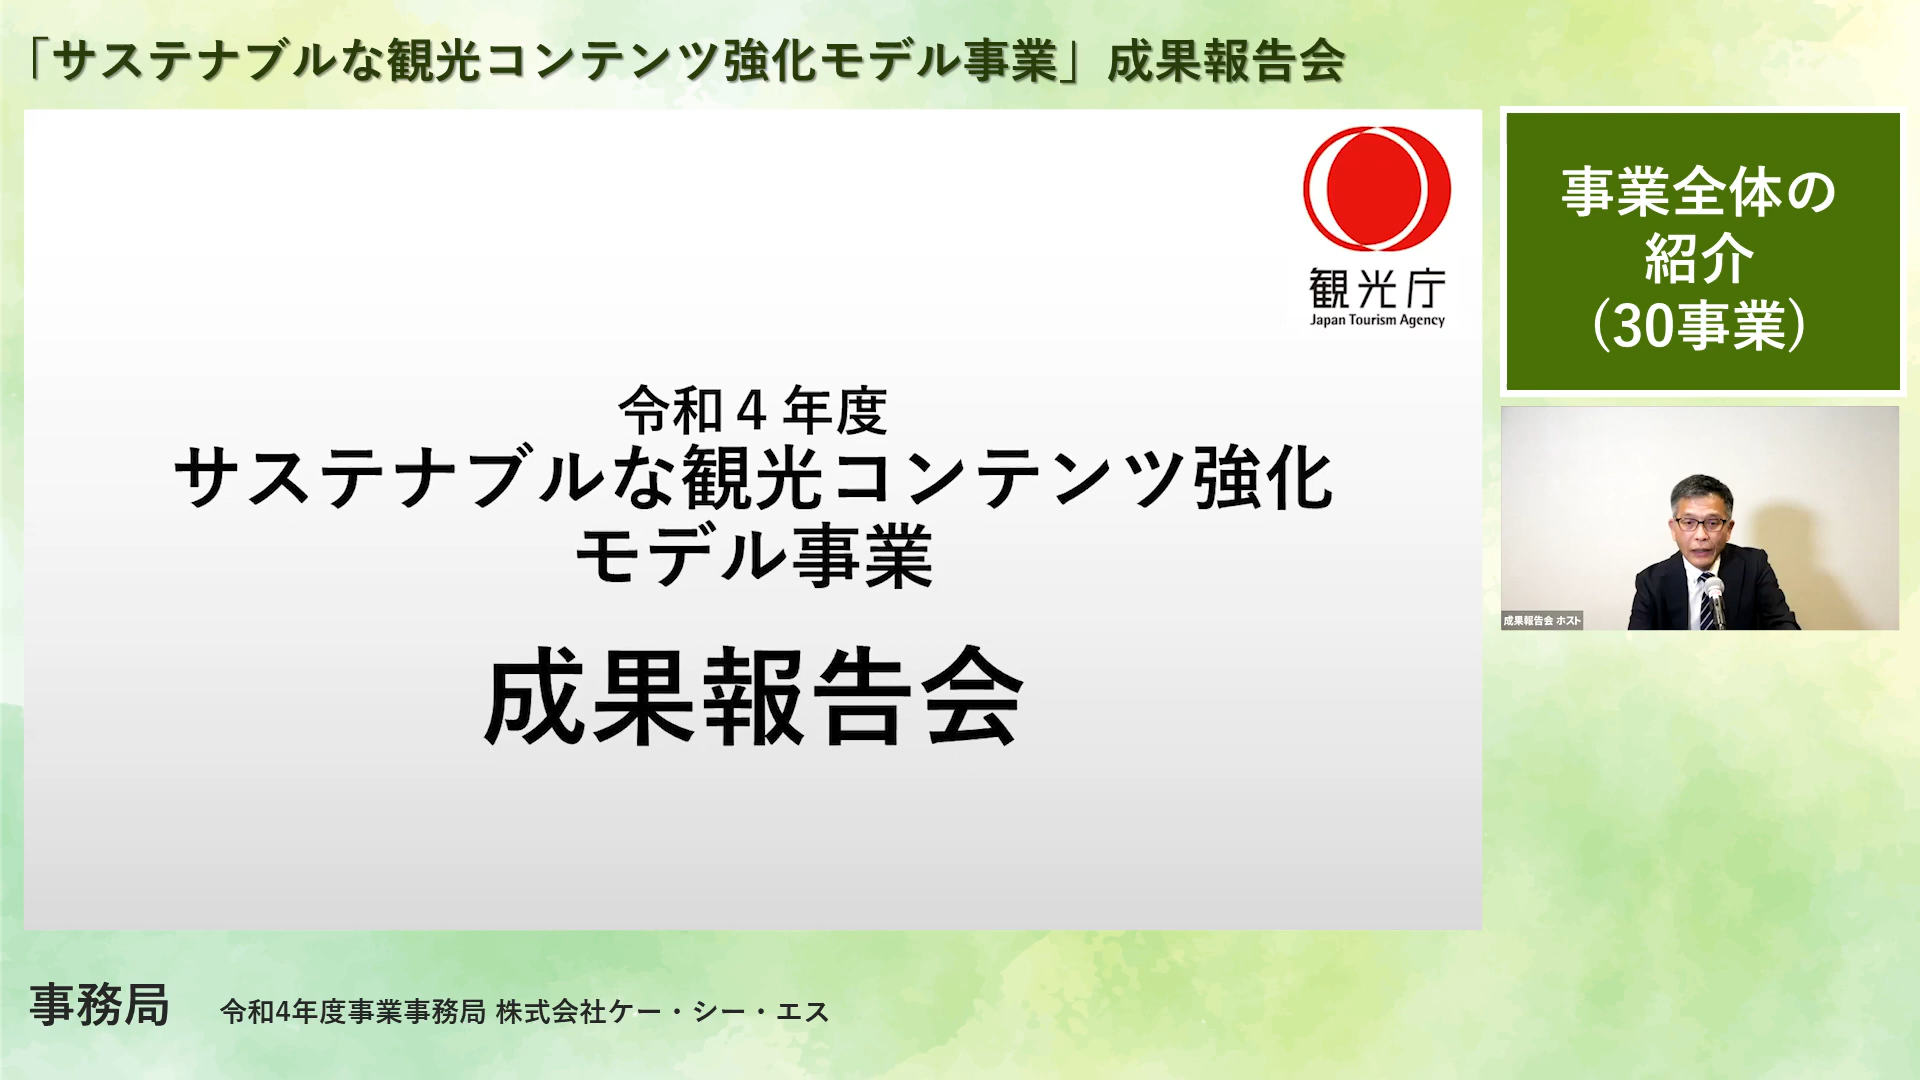 「サステナブルな観光コンテンツ強化モデル事業」成果報告会
観光庁
Japan Tourism Agency
令和４年度
サステナブルな観光コンテンツ強化
モデル事業
成果報告会
事業全体の
紹介
（30事業）
成果報告会 ホスト
事務局 令和4年度事業事務局 株式会社ケー・シー・エス